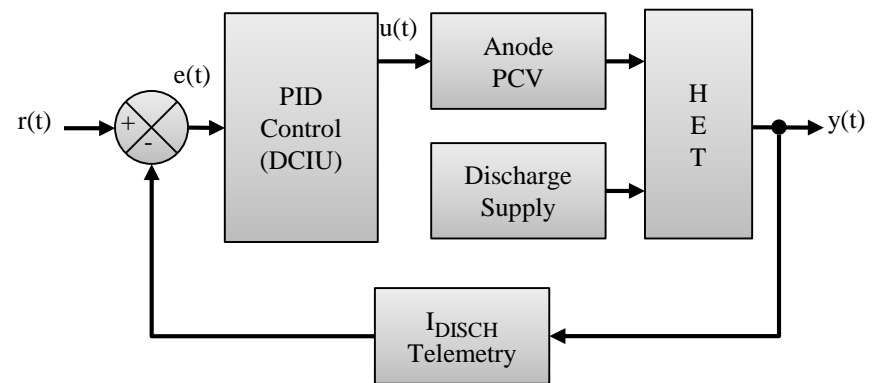 r(t)
+
-
e(t)
PID
Control
(DCIU)
u(t)
Anode
PCV
Discharge
Supply
H
E
T
y(t)
I_DISCH
Telemetry